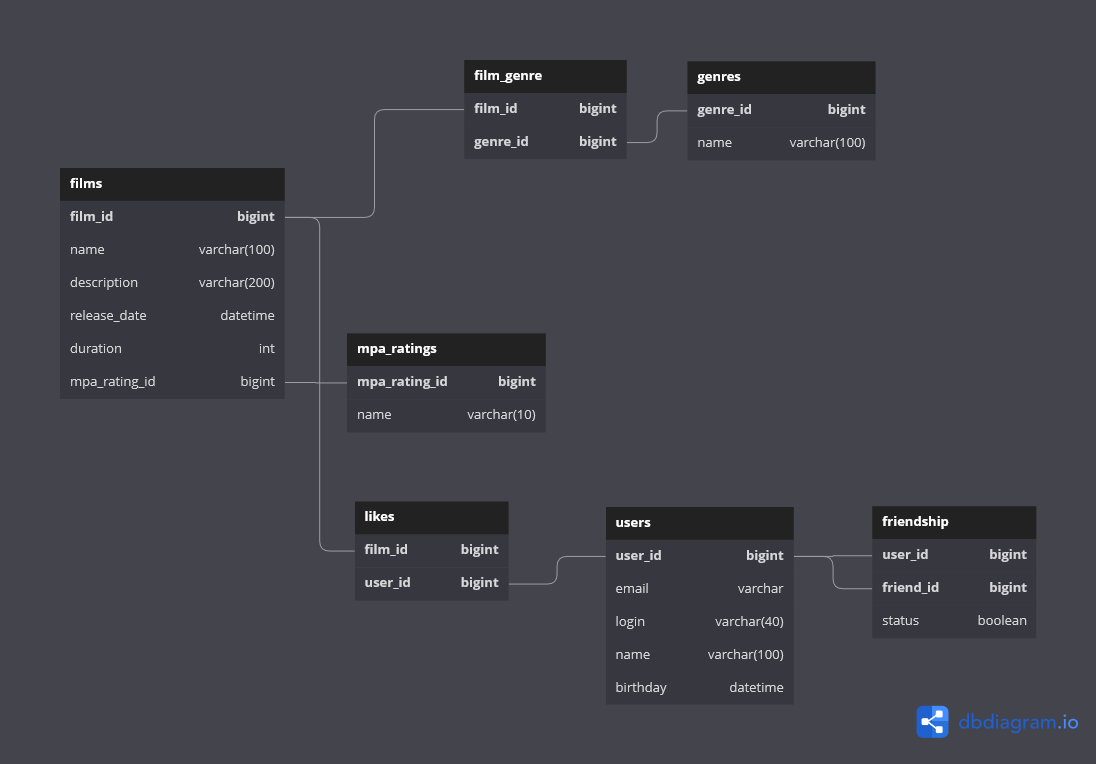 film_genre
film_id bigint
genre_id bigint
genres
genre_id bigint
name varchar(100)
films
film_id bigint
name varchar(100)
description varchar(200)
release_date datetime
duration int
mpa_rating_id bigint
mpa_ratings
mpa_rating_id bigint
name varchar(10)
likes
film_id bigint
user_id bigint
users
user_id bigint
email varchar
login varchar(40)
name varchar(100)
birthday datetime
friendship
user_id bigint
friend_id bigint
status boolean
dbdiagram.io